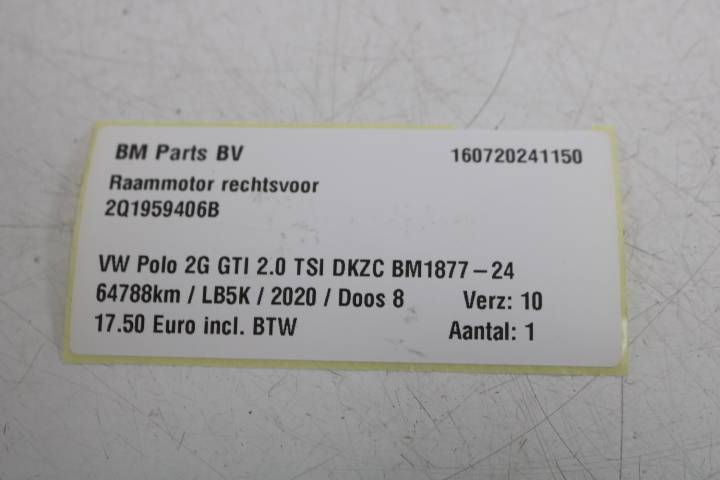 BM Parts BV 160720241150
Raammotor rechtsvoor
2Q1959406B
VW Polo 2G GTI 2.0 TSI DKZC BM1877-24
64788km / LB5K / 2020 / Doos 8 Verz: 10
17.50 Euro incl. BTW Aantal: 1